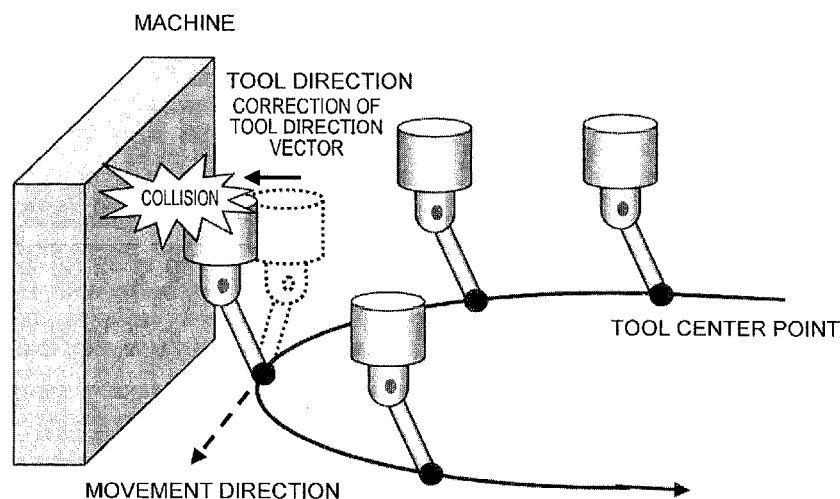 MACHINE
TOOL DIRECTION
CORRECTION OF
TOOL DIRECTION
VECTOR
COLLISION
TOOL CENTER POINT
MOVEMENT DIRECTION